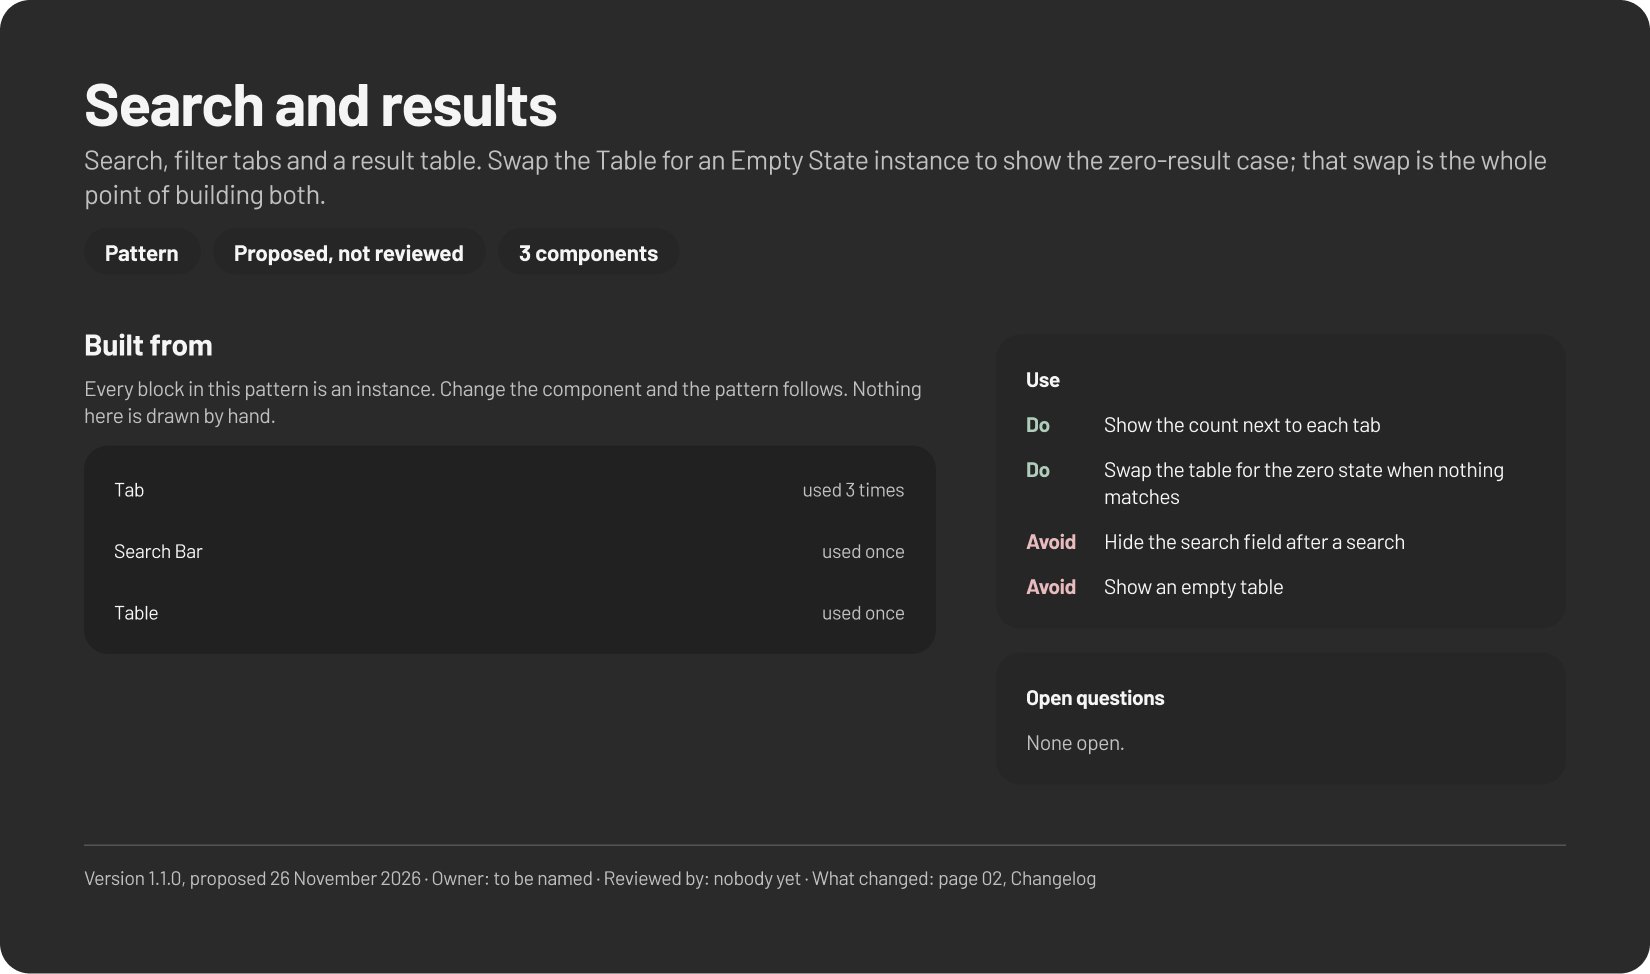 Search and results
Search, filter tabs and a result table. Swap the Table for an Empty State instance to show the zero-result case; that swap is the whole
point of building both.
Pattern
Proposed, not reviewed
3 components
Built from
Every block in this pattern is an instance. Change the component and the pattern follows. Nothing
here is drawn by hand.
Tab used 3 times
Search Bar used once
Table used once
Use
Do Show the count next to each tab
Do Swap the table for the zero state when nothing
matches
Avoid Hide the search field after a search
Avoid Show an empty table
Open questions
None open.
Version 1.1.0, proposed 26 November 2026 · Owner: to be named · Reviewed by: nobody yet · What changed: page 02, Changelog